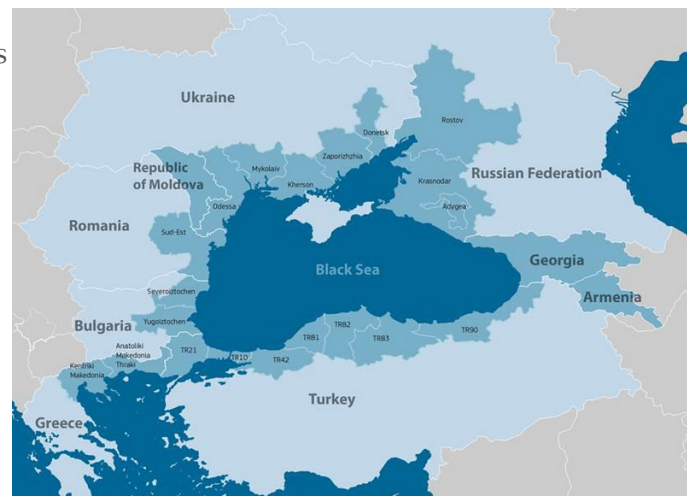 s
Ukraine
Donetsk
Rostov
Zaporizhzhia
Republic
of Moldova
Mykolaiv
Kherson
Krasnodar
Russian Federation
Odessa
Adygea
Romania
Sud-Est
Georgia
Black Sea
Severoiztochen
Armenia
Bulgaria
Yugoiztochen
TR82
TR90
TR81
TR83
Anatoliki
Makedonia
Thraki
TR21
TR10
TR42
Kentriki
Makedonia
Turkey
Greece